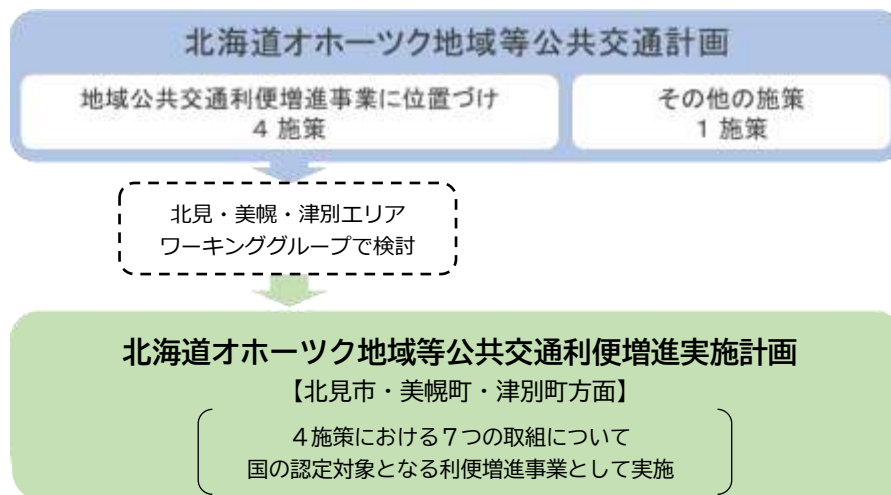 北海道オホーツク地域等公共交通計画
地域公共交通利便増進事業に位置づけ
4 施策
その他の施策
1 施策
北見・美幌・津別エリア
ワーキンググループで検討
北海道オホーツク地域等公共交通利便増進実施計画
【北見市・美幌町・津別町方面】
4施策における7つの取組について
国の認定対象となる利便増進事業として実施